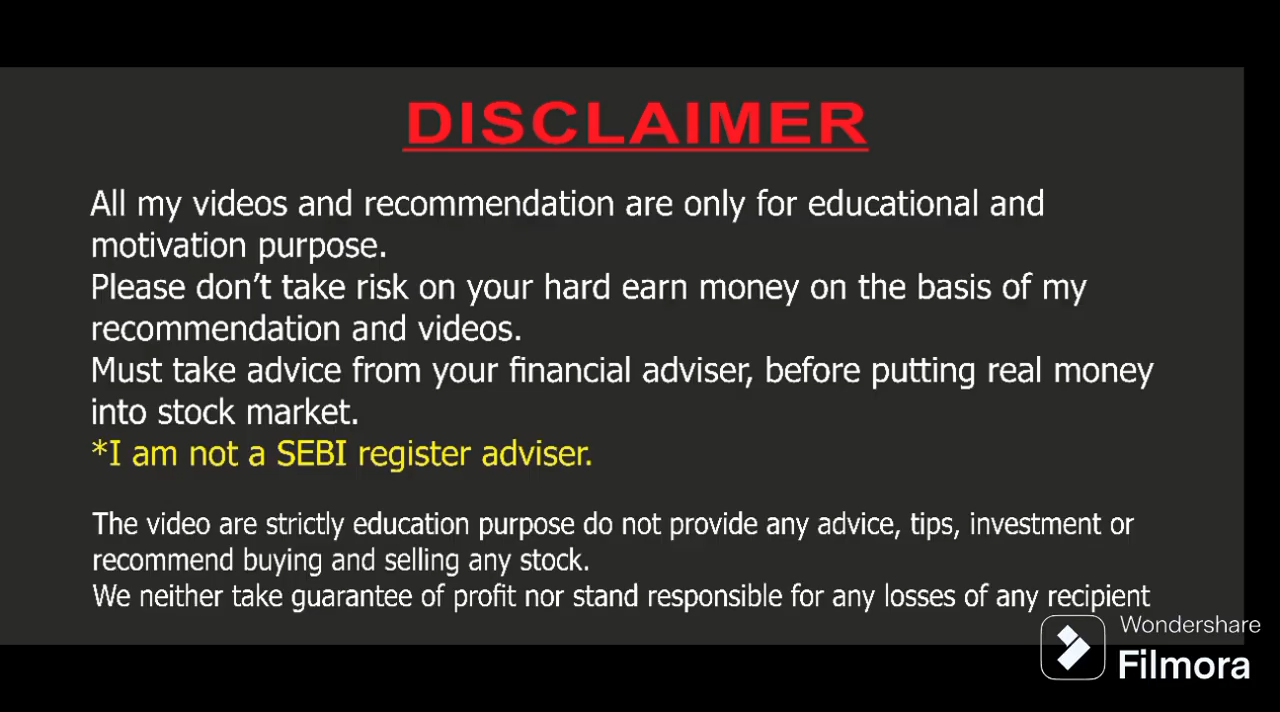 DISCLAIMER
All my videos and recommendation are only for educational and
motivation purpose.
Please don't take risk on your hard earn money on the basis of my
recommendation and videos.
Must take advice from your financial adviser, before putting real money
into stock market.
*I am not a SEBI register adviser.
The video are strictly education purpose do not provide any advice, tips, investment or
recommend buying and selling any stock.
We neither take guarantee of profit nor stand responsible for any losses of any recipient
Wondershare
Filmora